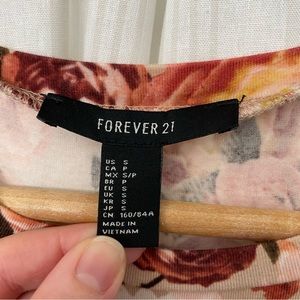 FOREVER 21
US S
CA P
MX S/P
BR P
EU S
UK S
KR S
JP S
CN 160/84A
MADE IN
VIETNAM